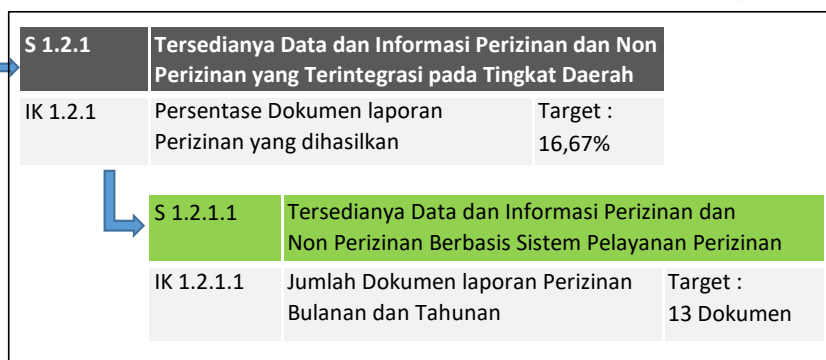 S 1.2.1 Tersedianya Data dan Informasi Perizinan dan Non
Perizinan yang Terintegrasi pada Tingkat Daerah
IK 1.2.1 Persentase Dokumen laporan Target :
Perizinan yang dihasilkan 16,67%
S 1.2.1.1 Tersedianya Data dan Informasi Perizinan dan
Non Perizinan Berbasis Sistem Pelayanan Perizinan
IK 1.2.1.1 Jumlah Dokumen laporan Perizinan Target :
Bulanan dan Tahunan 13 Dokumen